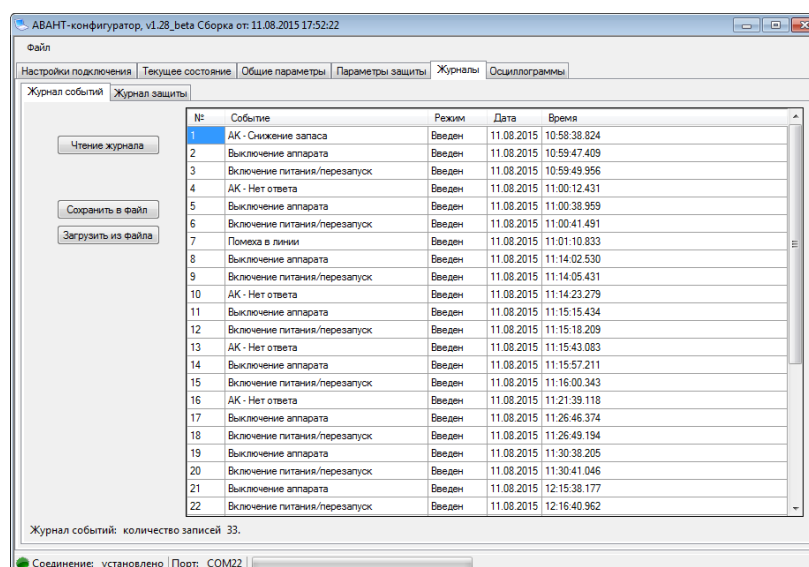 АВАНТ-конфигуратор, v1.28_beta Сборка от: 11.08.2015 17:52:22
Файл
Настройки подключения Текущее состояние Общие параметры Параметры защиты Журналы Осциллограммы
Журнал событий Журнал защиты
№ Событие Режим Дата Время
1 АК - Снижение запаса Введен 11.08.2015 10:58:38.824
Чтение журнала
2 Выключение аппарата Введен 11.08.2015 10:59:47.409
3 Включение питания/перезапуск Введен 11.08.2015 10:59:49.956
4 АК - Нет ответа Введен 11.08.2015 11:00:12.431
Сохранить в файл
5 Выключение аппарата Введен 11.08.2015 11:00:38.959
6 Включение питания/перезапуск Введен 11.08.2015 11:00:41.491
Загрузить из файла
7 Помеха в линии Введен 11.08.2015 11:01:10.833
8 Выключение аппарата Введен 11.08.2015 11:14:02.530
9 Включение питания/перезапуск Введен 11.08.2015 11:14:05.431
10 АК - Нет ответа Введен 11.08.2015 11:14:23.279
11 Выключение аппарата Введен 11.08.2015 11:15:15.434
12 Включение питания/перезапуск Введен 11.08.2015 11:15:18.209
13 АК - Нет ответа Введен 11.08.2015 11:15:43.083
14 Выключение аппарата Введен 11.08.2015 11:15:57.211
15 Включение питания/перезапуск Введен 11.08.2015 11:16:00.343
16 АК - Нет ответа Введен 11.08.2015 11:21:39.118
17 Выключение аппарата Введен 11.08.2015 11:26:46.374
18 Включение питания/перезапуск Введен 11.08.2015 11:26:49.194
19 Выключение аппарата Введен 11.08.2015 11:30:38.205
20 Включение питания/перезапуск Введен 11.08.2015 11:30:41.046
21 Выключение аппарата Введен 11.08.2015 12:15:38.177
22 Включение питания/перезапуск Введен 11.08.2015 12:16:40.962
Журнал событий: количество записей 33.
Соединение: установлено Порт: COM22